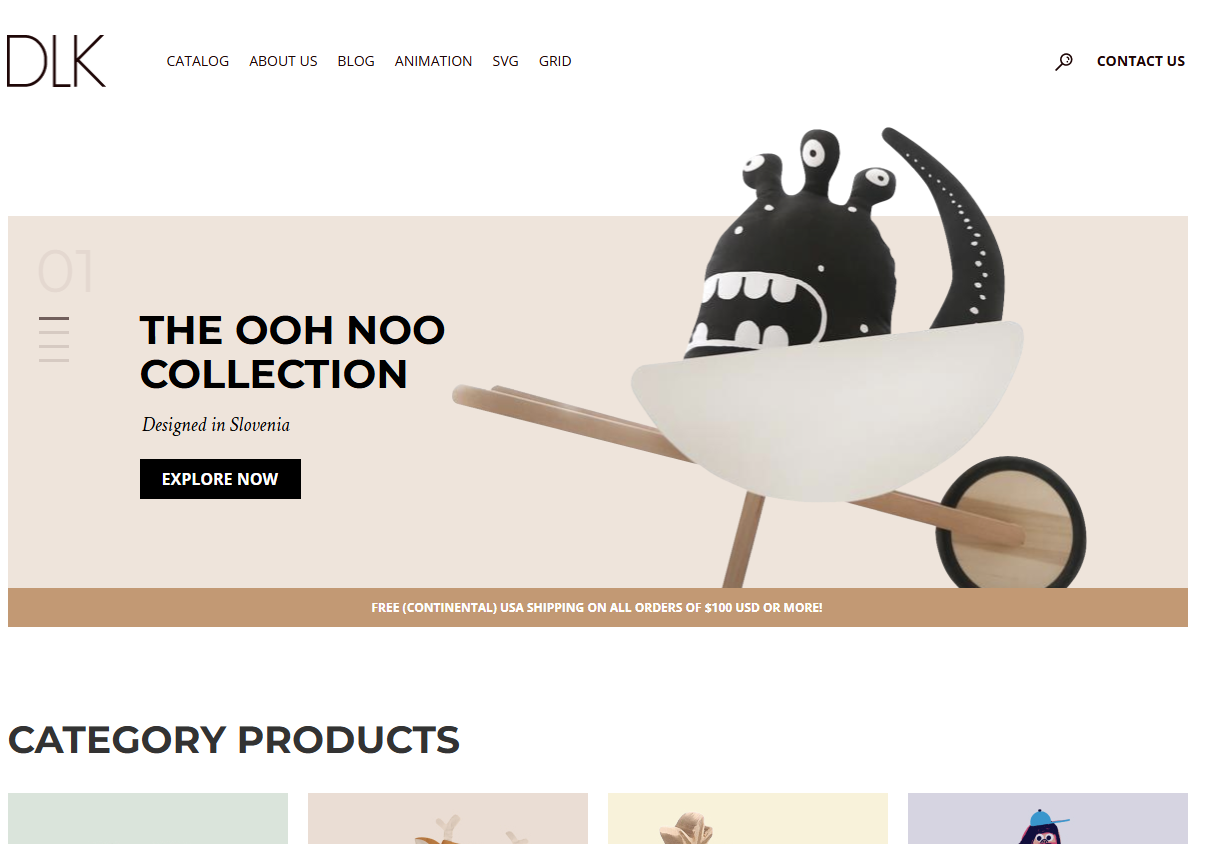 DLK
CATALOG ABOUT US BLOG ANIMATION SVG GRID CONTACT US
01
THE OOH NOO
COLLECTION
Designed in Slovenia
EXPLORE NOW
FREE (CONTINENTAL) USA SHIPPING ON ALL ORDERS OF $100 USD OR MORE!
CATEGORY PRODUCTS